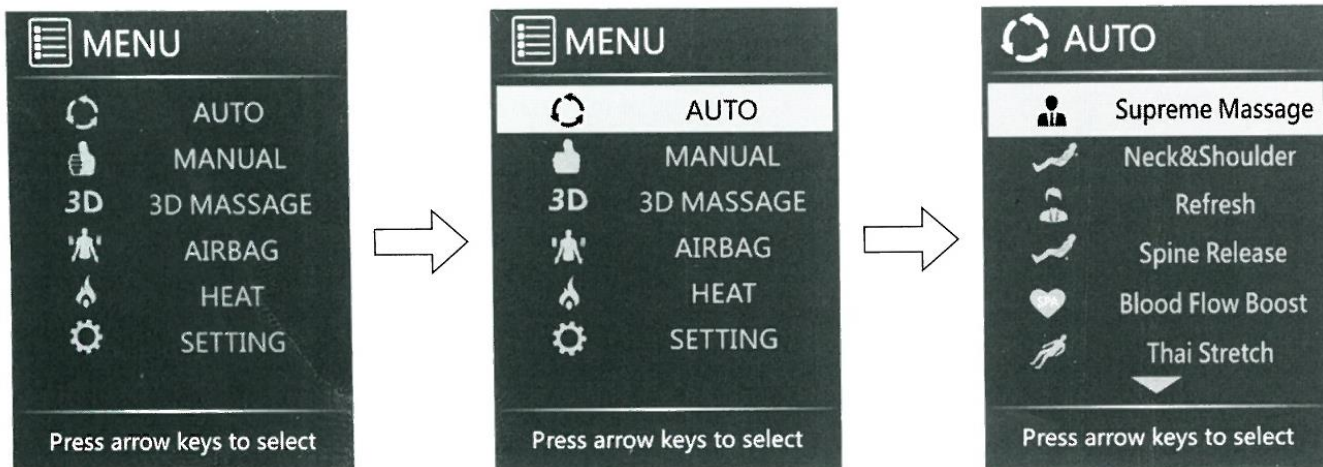 MENU
AUTO
MANUAL
3D 3D MASSAGE
AIRBAG
HEAT
SETTING
Press arrow keys to select
MENU
AUTO
MANUAL
3D 3D MASSAGE
AIRBAG
HEAT
SETTING
Press arrow keys to select
AUTO
Supreme Massage
Neck&Shoulder
Refresh
Spine Release
SPA Blood Flow Boost
Thai Stretch
Press arrow keys to select